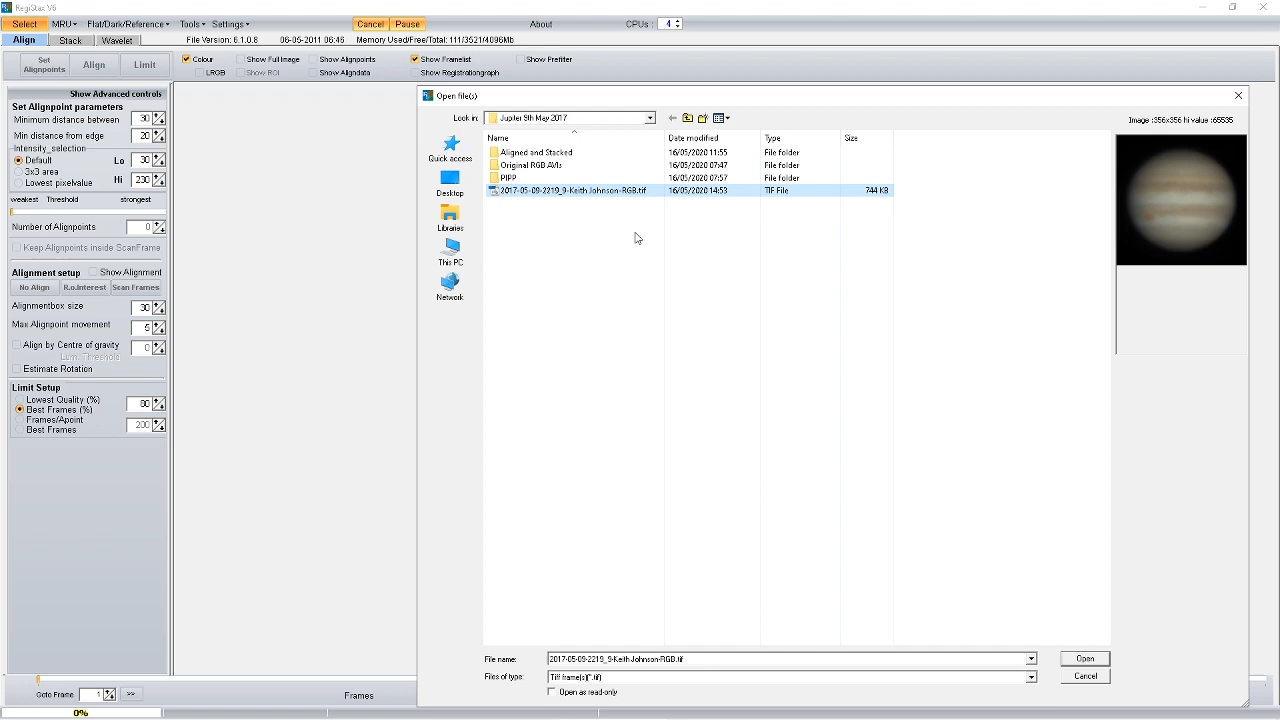 RegiStax V6
Select MRU Flat/Dark/Reference Tools Settings Cancel Pause About CPUs : 4
Align Stack Wavelet File Version: 6.1.0.8 06-05-2011 06:46 Memory Used/Free/Total: 111/3521/4096Mb
Set Alignpoints Align Limit
Colour Show FullImage Show Alignpoints Show Framelist Show Prefilter
LRGB Show ROI Show Aligndata Show Registrationgraph
Show Advanced controls
Set Alignpoint parameters
Minimum distance between 30
Min distance from edge 20
Intensity_selection
Default Lo 30
3x3 area
Lowest pixelvalue Hi 230
weakest Threshold strongest
Number of Alignpoints 0
Keep Alignpoints inside ScanFrame
Alignment setup Show Alignment
No Align R.o.Interest Scan Frames
Alignmentbox size 30
Max Alignpoint movement 5
Align by Centre of gravity 0
Lum. Threshold
Estimate Rotation
Limit Setup
Lowest Quality (%)
Best Frames (%) 80
Frames/Apoint
Best Frames 200
Open file(s)
Look in: Jupiter 9th May 2017
Image :356x356 hi value :65535
Name Date modified Type Size
Aligned and Stacked 16/05/2020 11:55 File folder
Original RGB AVIs 16/05/2020 07:47 File folder
PIPP 16/05/2020 07:57 File folder
2017-05-09-2219_9-Keith Johnson-RGB.tif 16/05/2020 14:53 TIF File 744 KB
Quick access
Desktop
Libraries
This PC
Network
File name: 2017-05-09-2219_9-Keith Johnson-RGB.tif Open
Files of type: Tiff frame(s)(*.tif) Cancel
Open as read-only
Goto Frame 1 >> Frames
0%